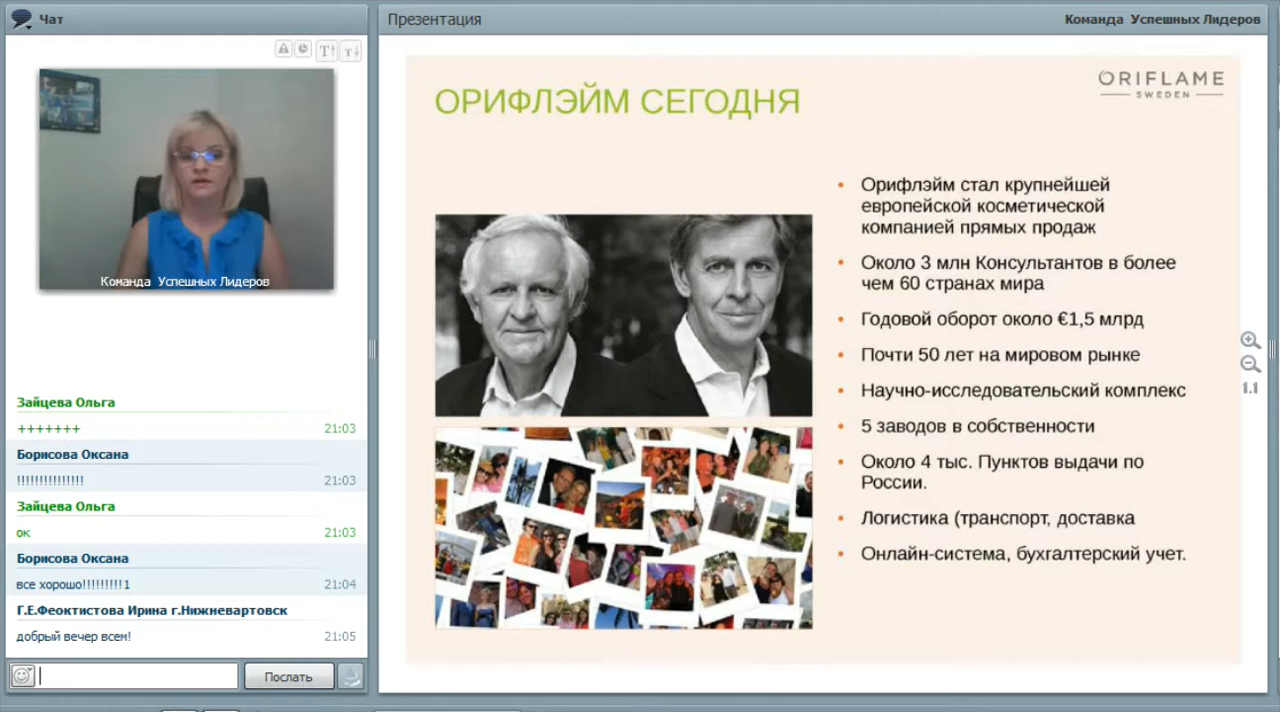 Чат
Команда Успешных Лидеров
Зайцева Ольга
+++++++ 21:03
Борисова Оксана
!!!!!!!!!!!!!!! 21:03
Зайцева Ольга
ок 21:03
Борисова Оксана
все хорошо!!!!!!!!!1 21:04
Г.Е.Феоктистова Ирина г.Нижневартовск
добрый вечер всем! 21:05
Послать
Презентация
Команда Успешных Лидеров
ORIFLAME
SWEDEN
ОРИФЛЭЙМ СЕГОДНЯ
• Орифлэйм стал крупнейшей
европейской косметической
компанией прямых продаж
• Около 3 млн Консультантов в более
чем 60 странах мира
• Годовой оборот около €1,5 млрд
• Почти 50 лет на мировом рынке
• Научно-исследовательский комплекс
• 5 заводов в собственности
• Около 4 тыс. Пунктов выдачи по
России.
• Логистика (транспорт, доставка
• Онлайн-система, бухгалтерский учет.
1.1